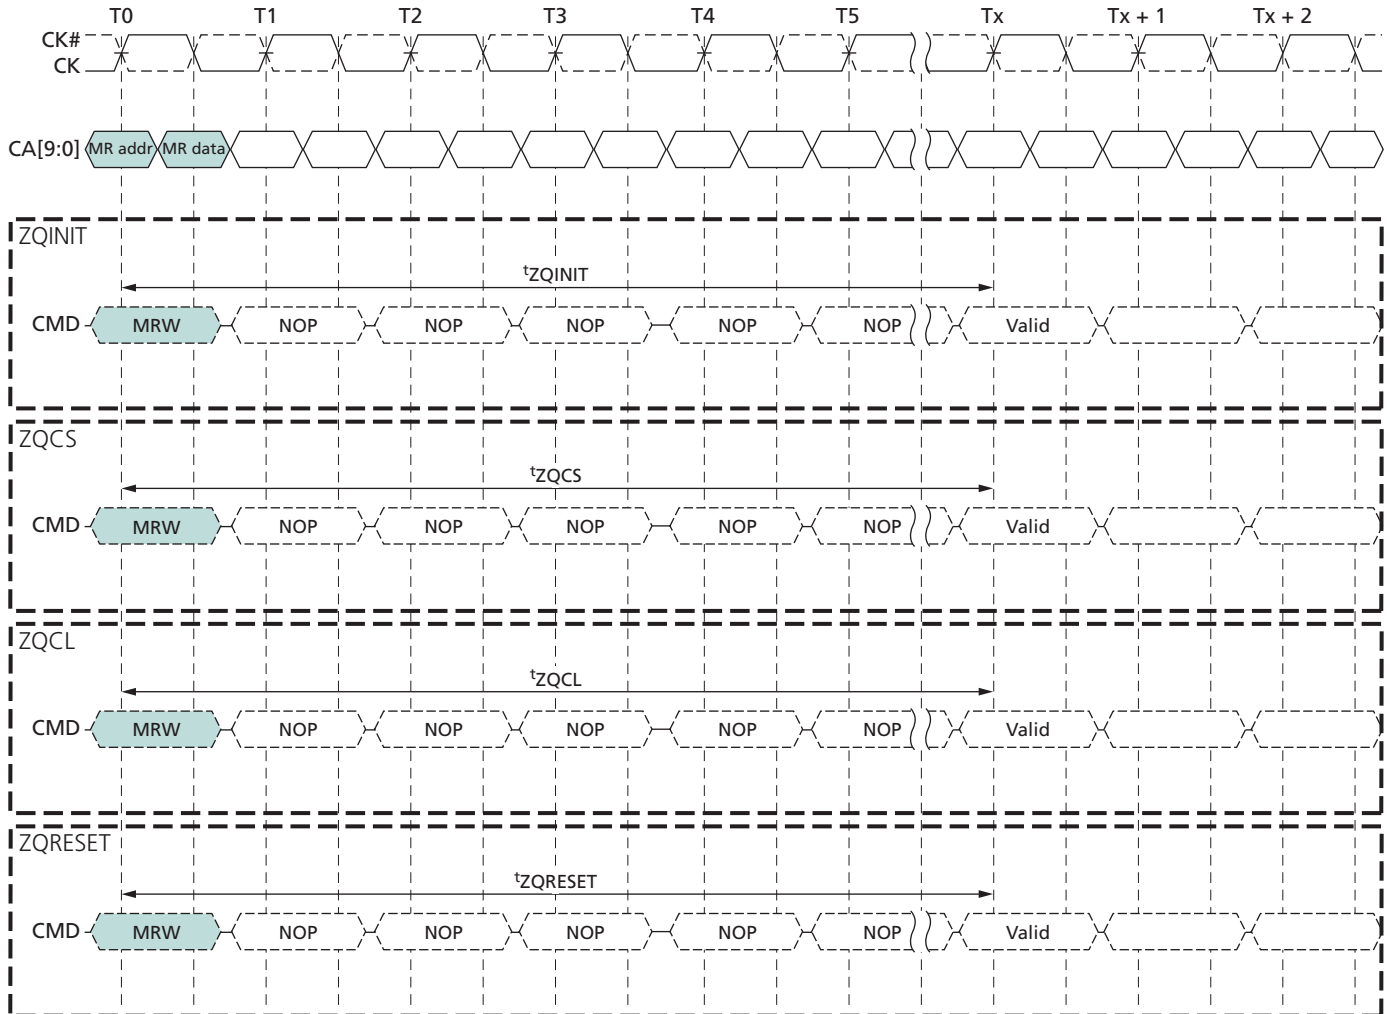 T0 T1 T2 T3 T4 T5 Tx Tx + 1 Tx + 2
CK#
CK
CA[9:0] MR addr MR data
ZQINIT
tZQINIT
CMD MRW NOP NOP NOP NOP NOP Valid
ZQCS
tZQCS
CMD MRW NOP NOP NOP NOP NOP Valid
ZQCL
tZQCL
CMD MRW NOP NOP NOP NOP NOP Valid
ZQRESET
tZQRESET
CMD MRW NOP NOP NOP NOP NOP Valid